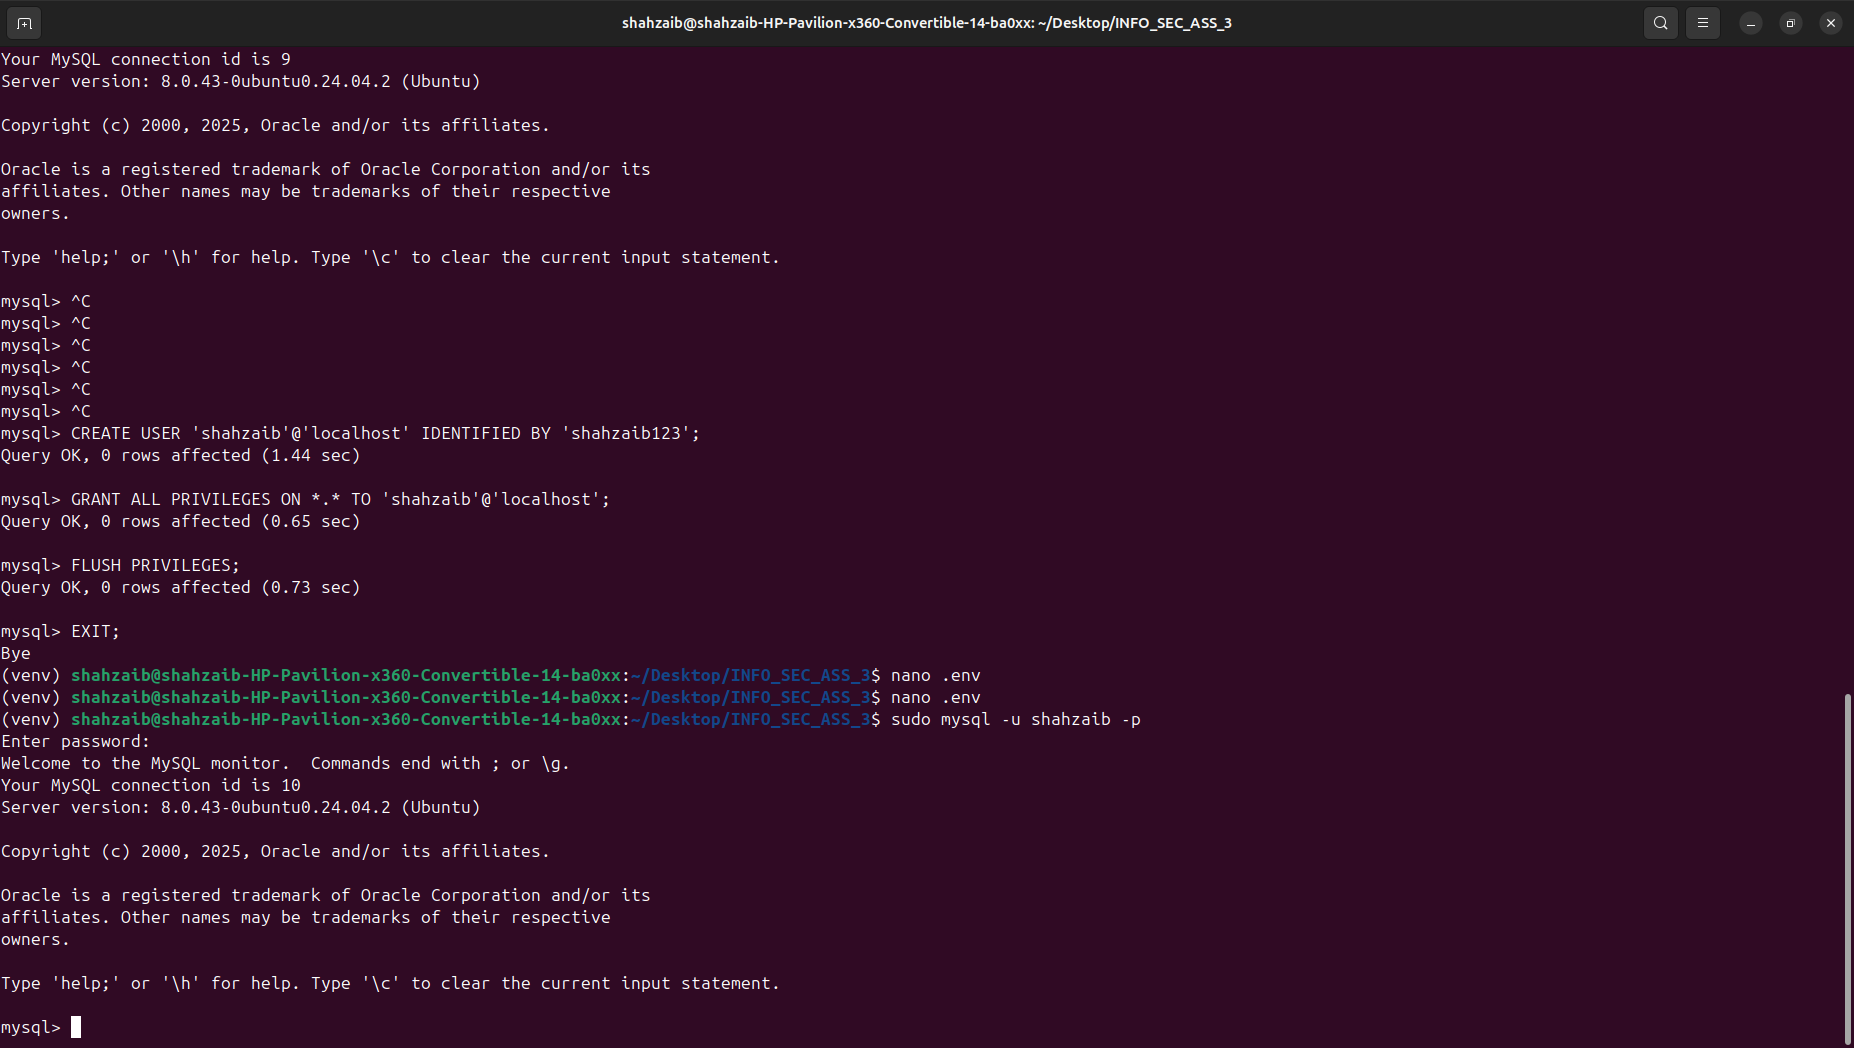 shahzaib@shahzaib-HP-Pavilion-x360-Convertible-14-ba0xx: ~/Desktop/INFO_SEC_ASS_3
Your MySQL connection id is 9
Server version: 8.0.43-0ubuntu0.24.04.2 (Ubuntu)

Copyright (c) 2000, 2025, Oracle and/or its affiliates.

Oracle is a registered trademark of Oracle Corporation and/or its
affiliates. Other names may be trademarks of their respective
owners.

Type 'help;' or '\h' for help. Type '\c' to clear the current input statement.

mysql> ^C
mysql> ^C
mysql> ^C
mysql> ^C
mysql> ^C
mysql> ^C
mysql> CREATE USER 'shahzaib'@'localhost' IDENTIFIED BY 'shahzaib123';
Query OK, 0 rows affected (1.44 sec)

mysql> GRANT ALL PRIVILEGES ON *.* TO 'shahzaib'@'localhost';
Query OK, 0 rows affected (0.65 sec)

mysql> FLUSH PRIVILEGES;
Query OK, 0 rows affected (0.73 sec)

mysql> EXIT;
Bye
(venv) shahzaib@shahzaib-HP-Pavilion-x360-Convertible-14-ba0xx:~/Desktop/INFO_SEC_ASS_3$ nano .env
(venv) shahzaib@shahzaib-HP-Pavilion-x360-Convertible-14-ba0xx:~/Desktop/INFO_SEC_ASS_3$ nano .env
(venv) shahzaib@shahzaib-HP-Pavilion-x360-Convertible-14-ba0xx:~/Desktop/INFO_SEC_ASS_3$ sudo mysql -u shahzaib -p
Enter password:
Welcome to the MySQL monitor.  Commands end with ; or \g.
Your MySQL connection id is 10
Server version: 8.0.43-0ubuntu0.24.04.2 (Ubuntu)

Copyright (c) 2000, 2025, Oracle and/or its affiliates.

Oracle is a registered trademark of Oracle Corporation and/or its
affiliates. Other names may be trademarks of their respective
owners.

Type 'help;' or '\h' for help. Type '\c' to clear the current input statement.

mysql>